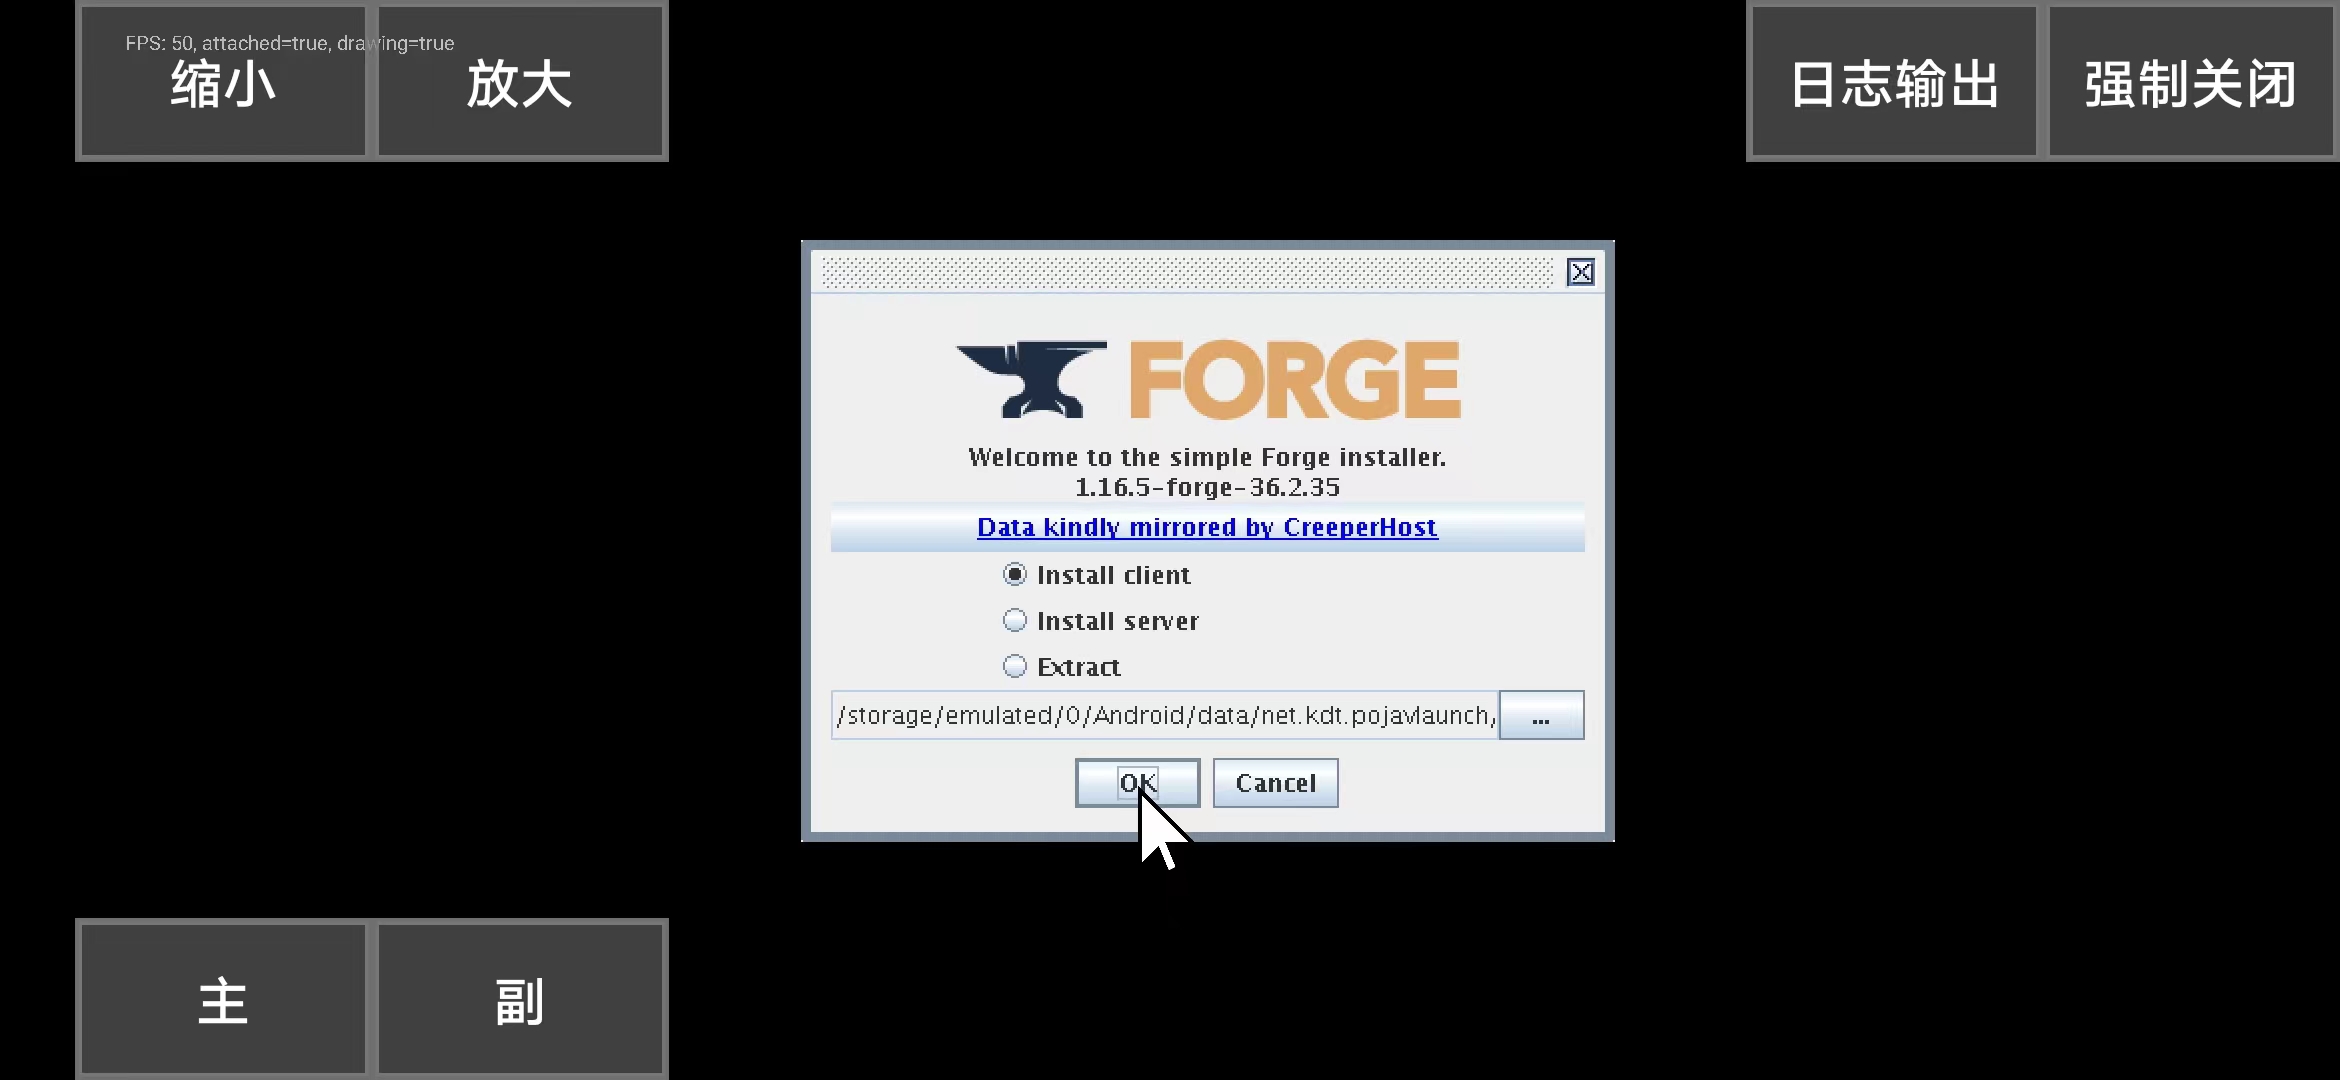 FPS: 50, attached=true, drawing=true
缩小
放大
日志输出
强制关闭
FORGE
Welcome to the simple Forge installer.
1.16.5-forge-36.2.35
Data kindly mirrored by CreeperHost
Install client
Install server
Extract
/storage/emulated/0/Android/data/net.kdt.pojavlaunch,
...
OK
Cancel
主
副